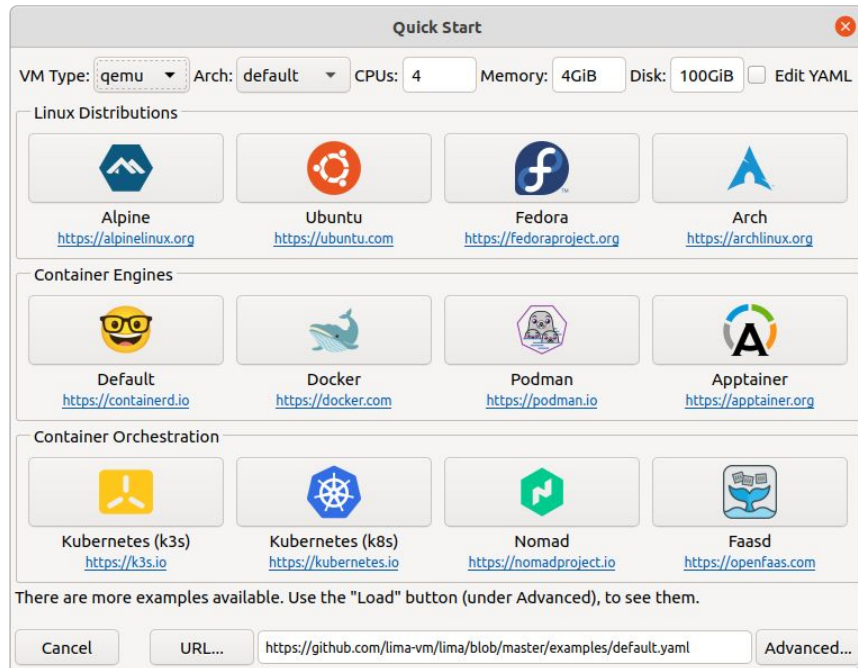 Quick Start
VM Type: qemu Arch: default CPUs: 4 Memory: 4GiB Disk: 100GiB Edit YAML
Linux Distributions
Alpine Ubuntu Fedora Arch
https://alpinelinux.org https://ubuntu.com https://fedoraproject.org https://archlinux.org
Container Engines
Default Docker Podman Apptainer
https://containerd.io https://docker.com https://podman.io https://apptainer.org
Container Orchestration
Kubernetes (k3s) Kubernetes (k8s) Nomad Faasd
https://k3s.io https://kubernetes.io https://nomadproject.io https://openfaas.com
There are more examples available. Use the "Load" button (under Advanced), to see them.
Cancel URL... https://github.com/lima-vm/lima/blob/master/examples/default.yaml Advanced...